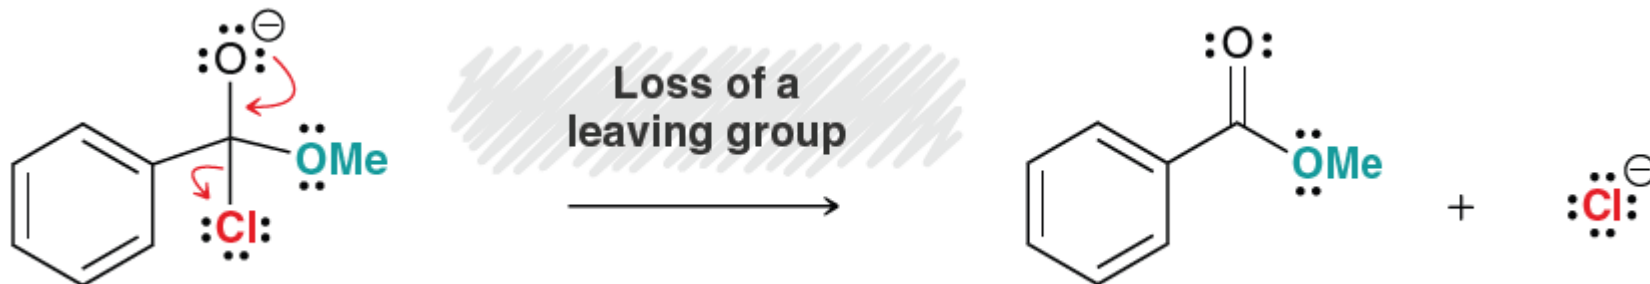 O ⊖
OMe
Cl
Loss of a
leaving group
O
OMe
+
Cl ⊖